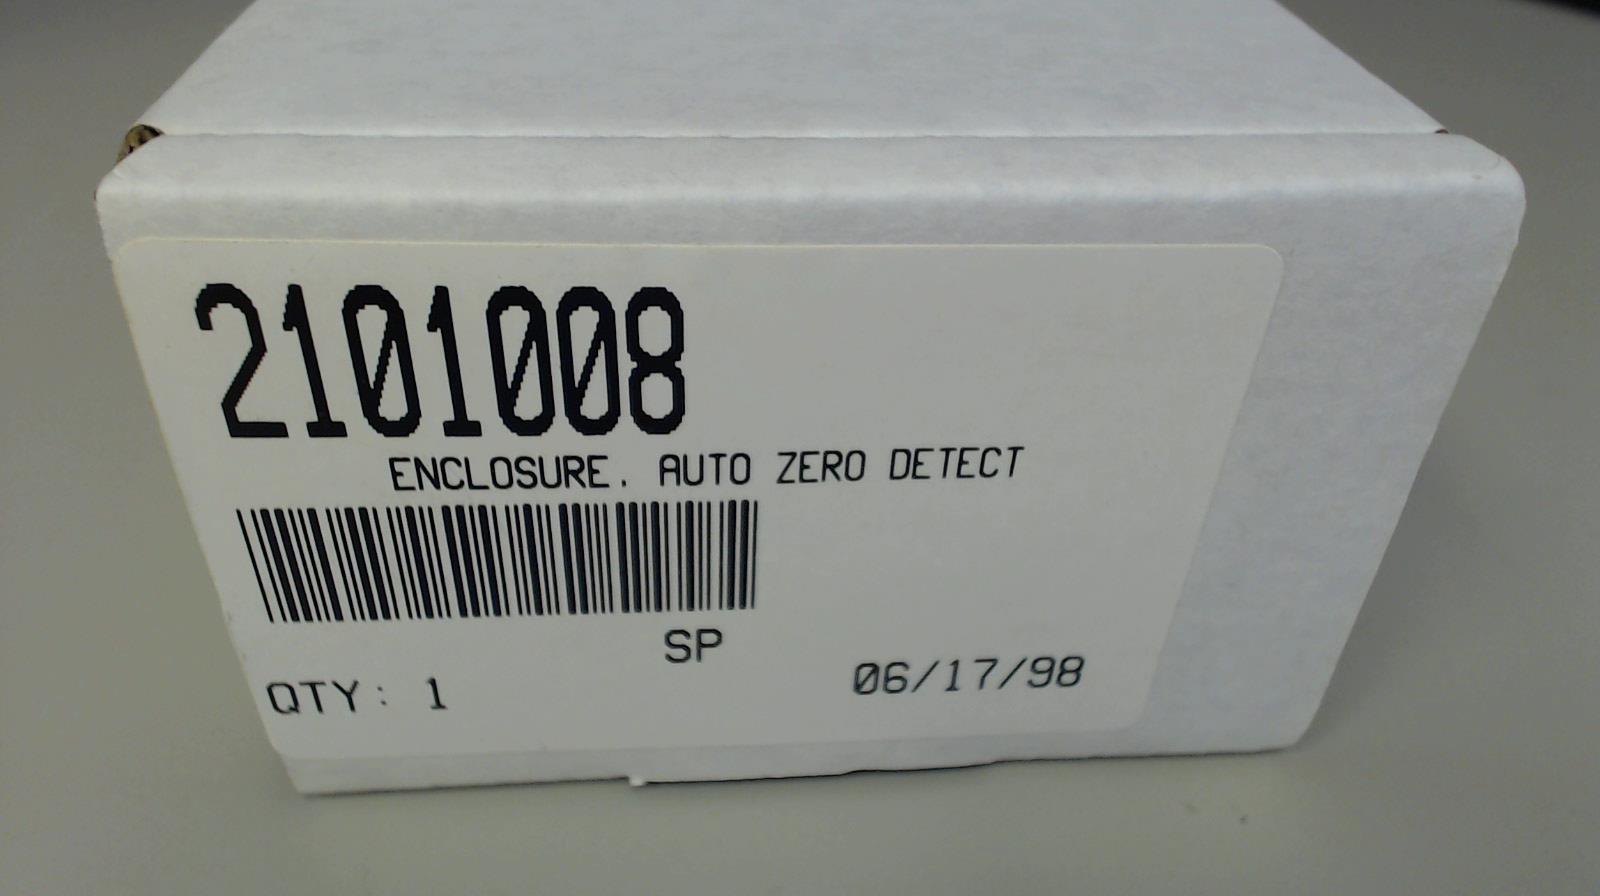 2101008
ENCLOSURE. AUTO ZERO DETECT
SP
QTY: 1
06/17/98